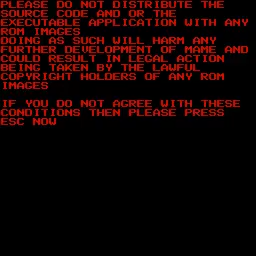 PLEASE DO NOT DISTRIBUTE THE
SOURCE CODE AND OR THE
EXECUTABLE APPLICATION WITH ANY
ROM IMAGES
DOING AS SUCH WILL HARM ANY
FURTHER DEVELOPMENT OF MAME AND
COULD RESULT IN LEGAL ACTION
BEING TAKEN BY THE LAWFUL
COPYRIGHT HOLDERS OF ANY ROM
IMAGES
IF YOU DO NOT AGREE WITH THESE
CONDITIONS THEN PLEASE PRESS
ESC NOW